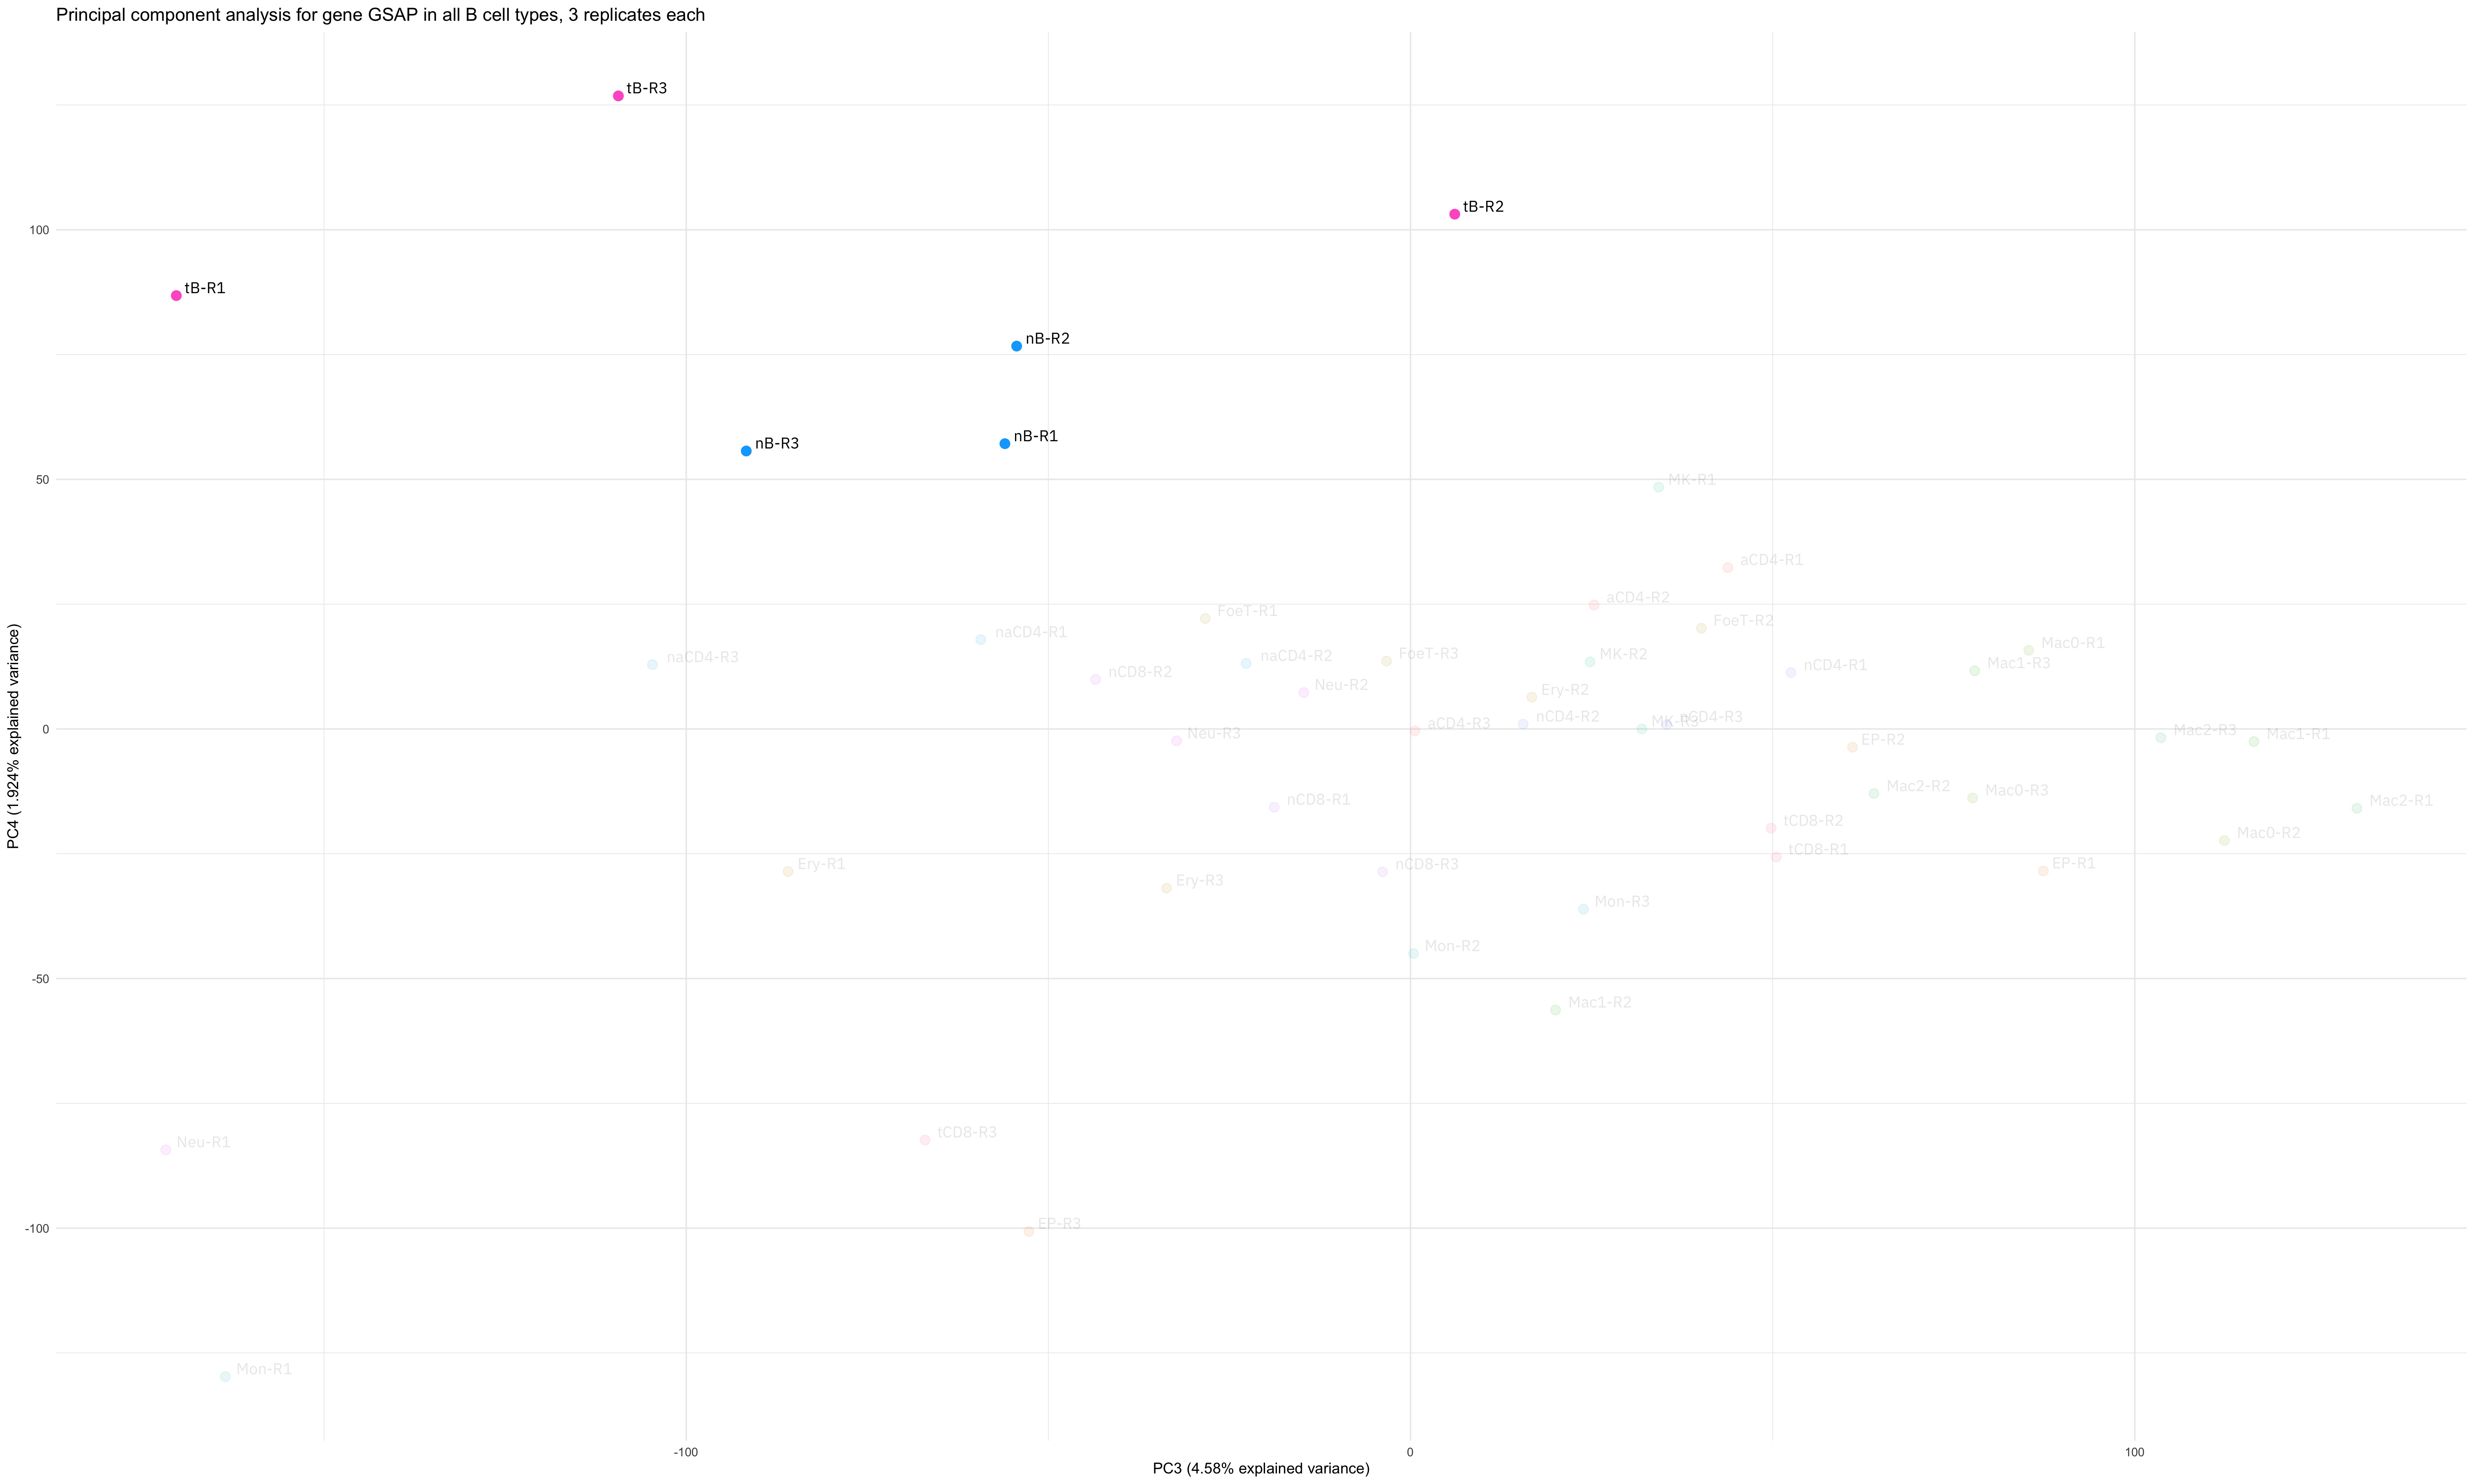 Principal component analysis for gene GSAP in all B cell types, 3 replicates each
tB-R3
tB-R2
100
tB-R1
nB-R2
nB-R1
nB-R3
50
MK-R1
aCD4-R1
aCD4-R2
FoeT-R1
FoeT-R2
naCD4-R1
Mac0-R1
naCD4-R3
naCD4-R2
FoeT-R3
MK-R2
Mac1-R3
nCD4-R1
nCD8-R2
Neu-R2
Ery-R2
nCD4-R2
nCD4-R3
MK-R3
aCD4-R3
0
Neu-R3
Mac2-R3
Mac1-R1
EP-R2
Mac2-R2
Mac0-R3
nCD8-R1
Mac2-R1
tCD8-R2
Mac0-R2
tCD8-R1
Ery-R1
nCD8-R3
EP-R1
Ery-R3
Mon-R3
Mon-R2
-50
Mac1-R2
tCD8-R3
Neu-R1
EP-R3
-100
Mon-R1
-100
0
100
PC3 (4.58% explained variance)
PC4 (1.924% explained variance)